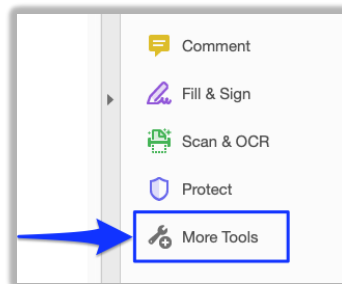 Comment
Fill & Sign
Scan & OCR
Protect
More Tools